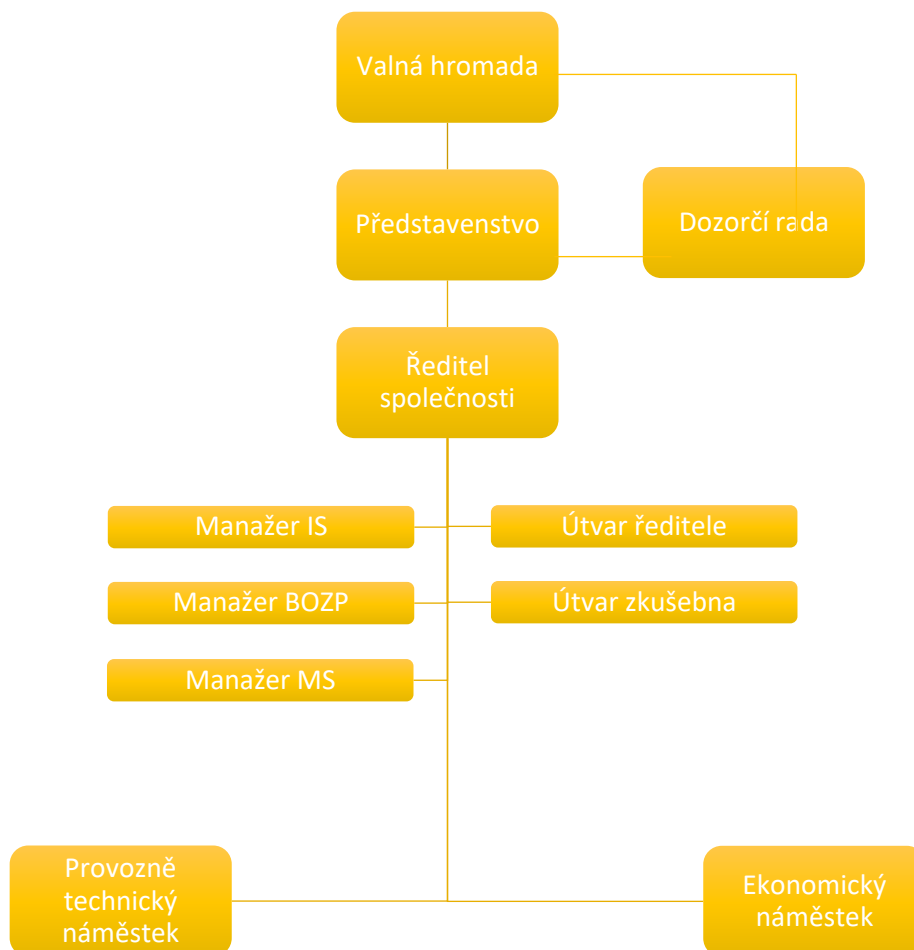 Valná hromada
Představenstvo
Dozorčí rada
Ředitel
společnosti
Manažer IS
Útvar ředitele
Manažer BOZP
Útvar zkušebna
Manažer MS
Provozně
technický
náměstek
Ekonomický
náměstek